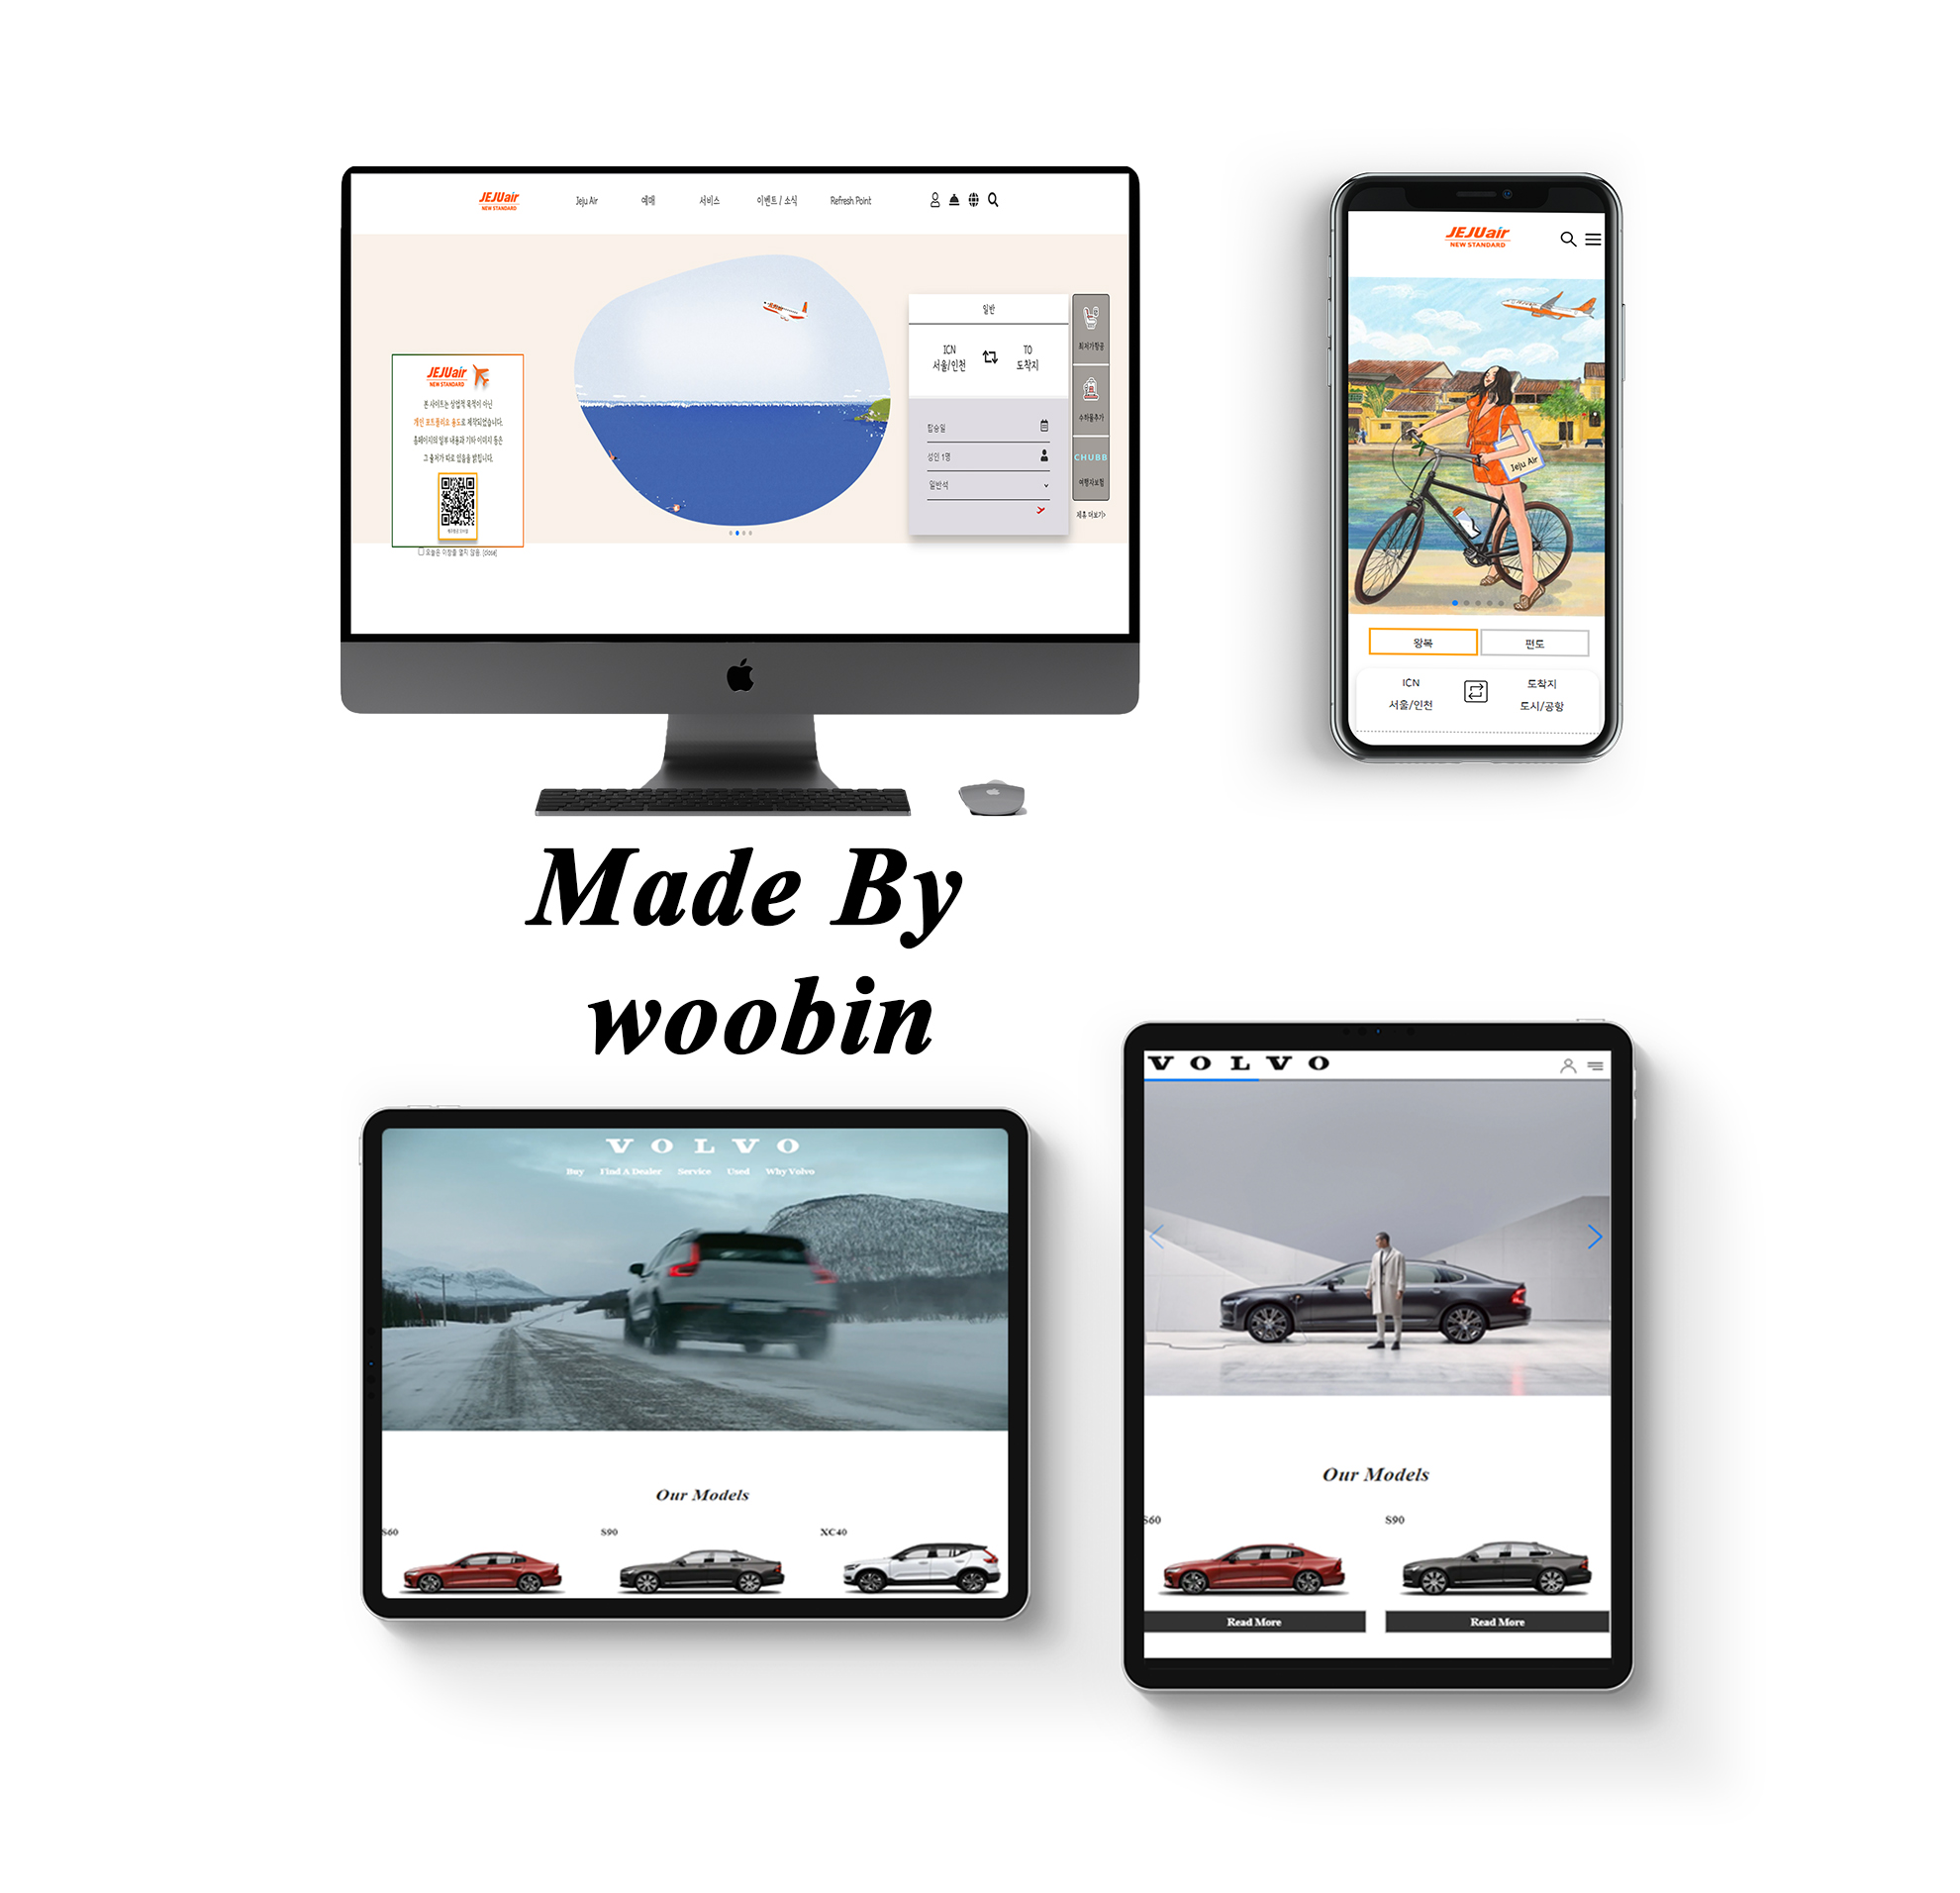 JEJUair
NEW STANDARD
Jeju Air
예매
서비스
이벤트 / 소식
Refresh Point
JEJUair
NEW STANDARD
본 사이트는 상업적 목적이 아닌
개인 포트폴리오 용도로 제작되었습니다.
홈페이지의 일부 내용과 기타 이미지 등은
그 출처가 따로 있음을 밝힙니다.
오늘은 이창을 열지 않음. [close]
일반
ICN
서울/인천
TO
도착지
탑승일
성인 1명
일반석
최저가항공
수하물추가
CHUBB
여행자보험
제휴 더보기>
JEJUair
NEW STANDARD
JEJUair
Jeju Air
왕복
편도
ICN
서울/인천
도착지
도시/공항
Made By
woobin
VOLVO
Buy
Find A Dealer
Service
Used
Why Volvo
Our Models
S60
S90
XC40
VOLVO
Our Models
S60
S90
Read More
Read More